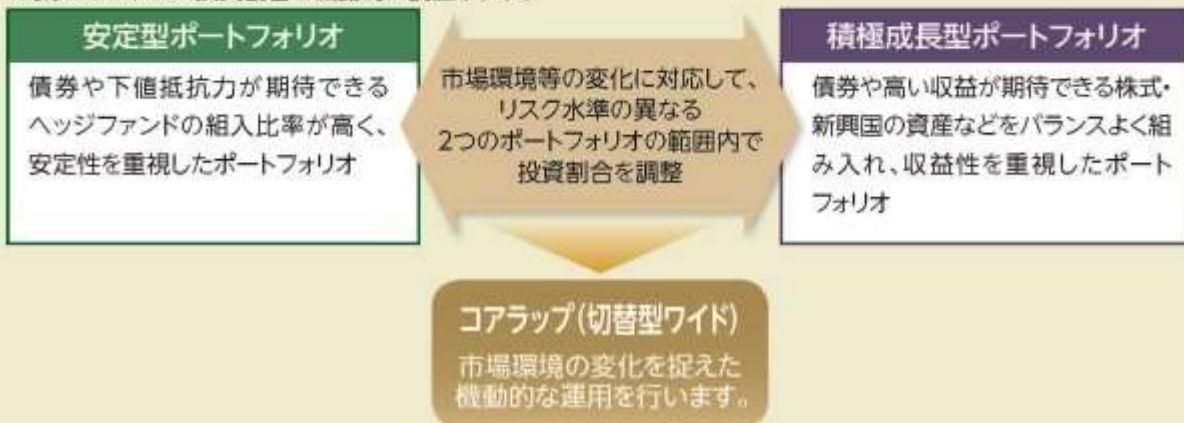 安定型ポートフォリオ
債券や下値抵抗力が期待できる
ヘッジファンドの組入比率が高く、
安定性を重視したポートフォリオ
市場環境等の変化に対応して、
リスク水準の異なる
2つのポートフォリオの範囲内で
投資割合を調整
積極成長型ポートフォリオ
債券や高い収益が期待できる株式・
新興国の資産などをバランスよく組
み入れ、収益性を重視したポート
フォリオ
コアラップ(切替型ワイド)
市場環境の変化を捉えた
機動的な運用を行います。